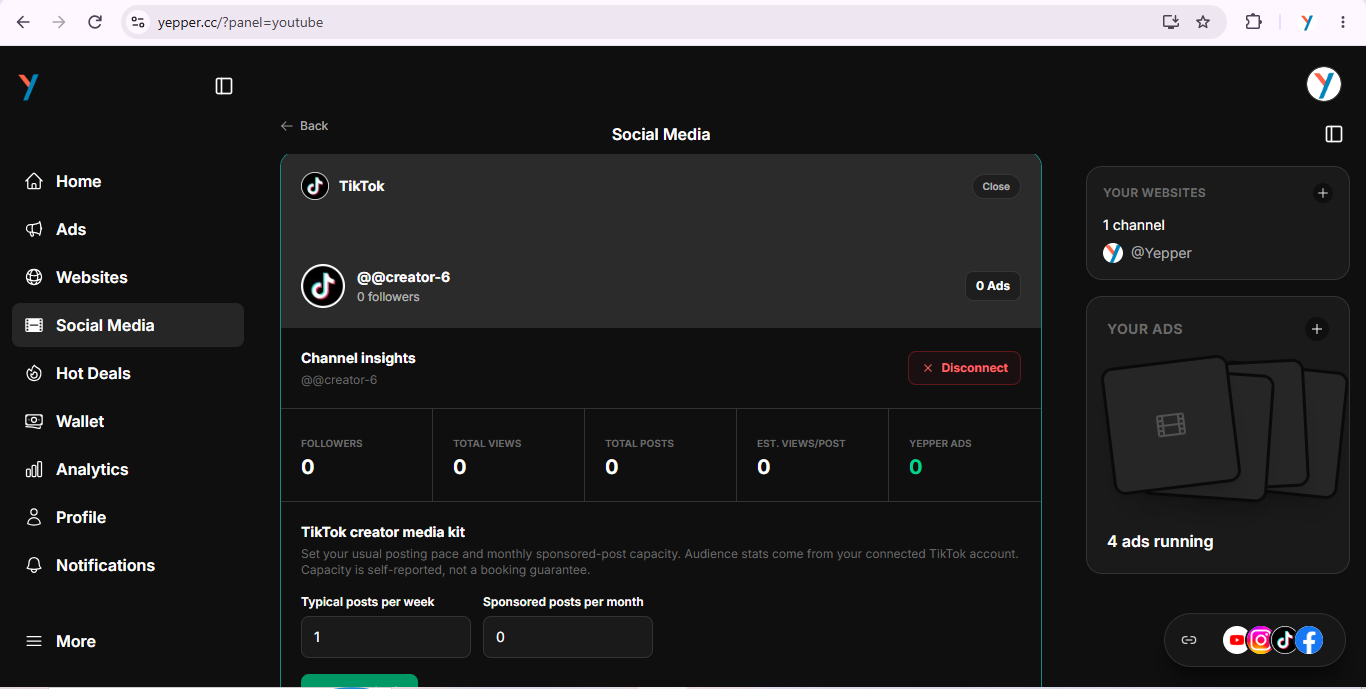 yepper.cc/?panel=youtube
Back
Social Media
Home
Ads
Websites
Social Media
Hot Deals
Wallet
Analytics
Profile
Notifications
More
TikTok
Close
@@creator-6
0 followers
0 Ads
Channel insights
@@creator-6
Disconnect
FOLLOWERS
0
TOTAL VIEWS
0
TOTAL POSTS
0
EST. VIEWS/POST
0
YEPPER ADS
0
TikTok creator media kit
Set your usual posting pace and monthly sponsored-post capacity. Audience stats come from your connected TikTok account.
Capacity is self-reported, not a booking guarantee.
Typical posts per week
1
Sponsored posts per month
0
YOUR WEBSITES
1 channel
@Yepper
YOUR ADS
4 ads running